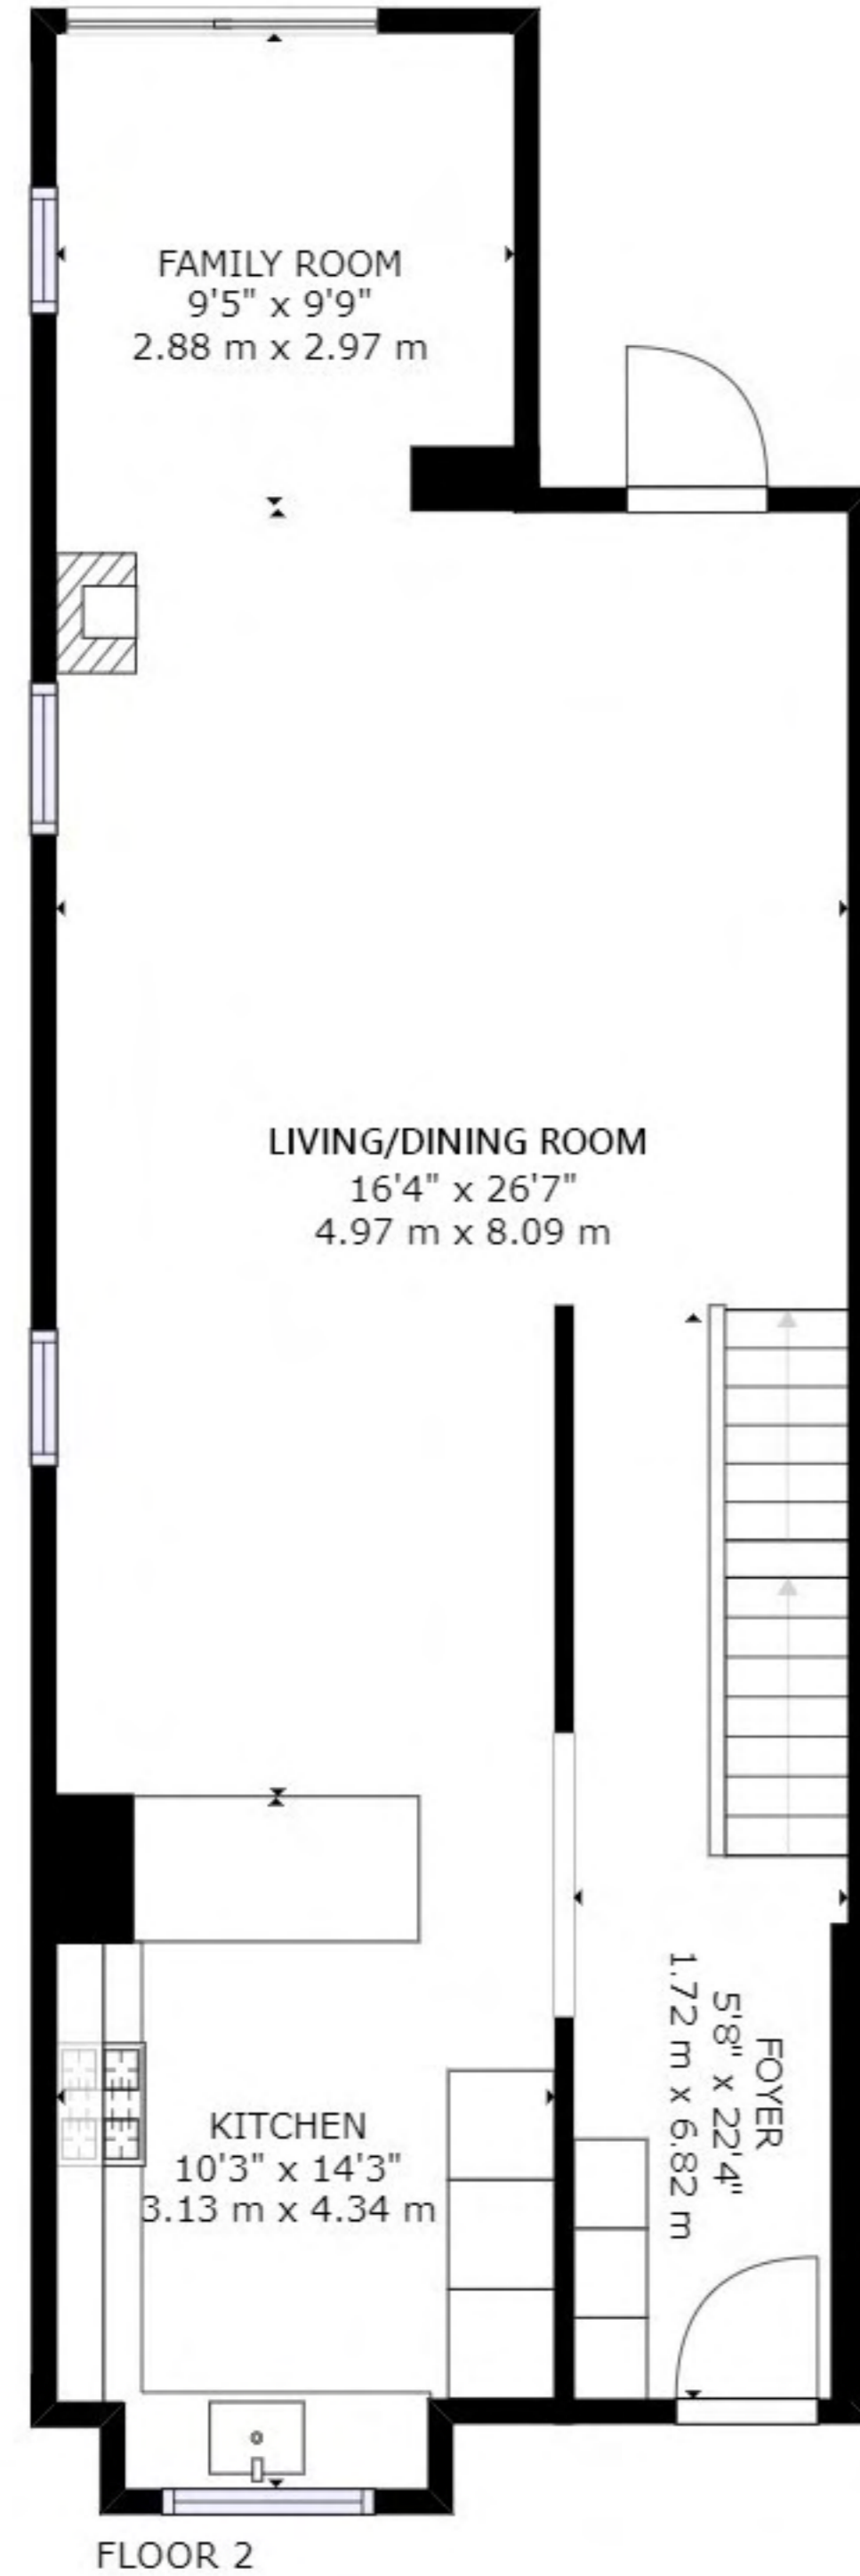 FAMILY ROOM
9'5" x 9'9"
2.88 m x 2.97 m
LIVING/DINING ROOM
16'4" x 26'7"
4.97 m x 8.09 m
FOYER
5'8" x 22'4"
1.72 m x 6.82 m
KITCHEN
10'3" x 14'3"
3.13 m x 4.34 m
FLOOR 2